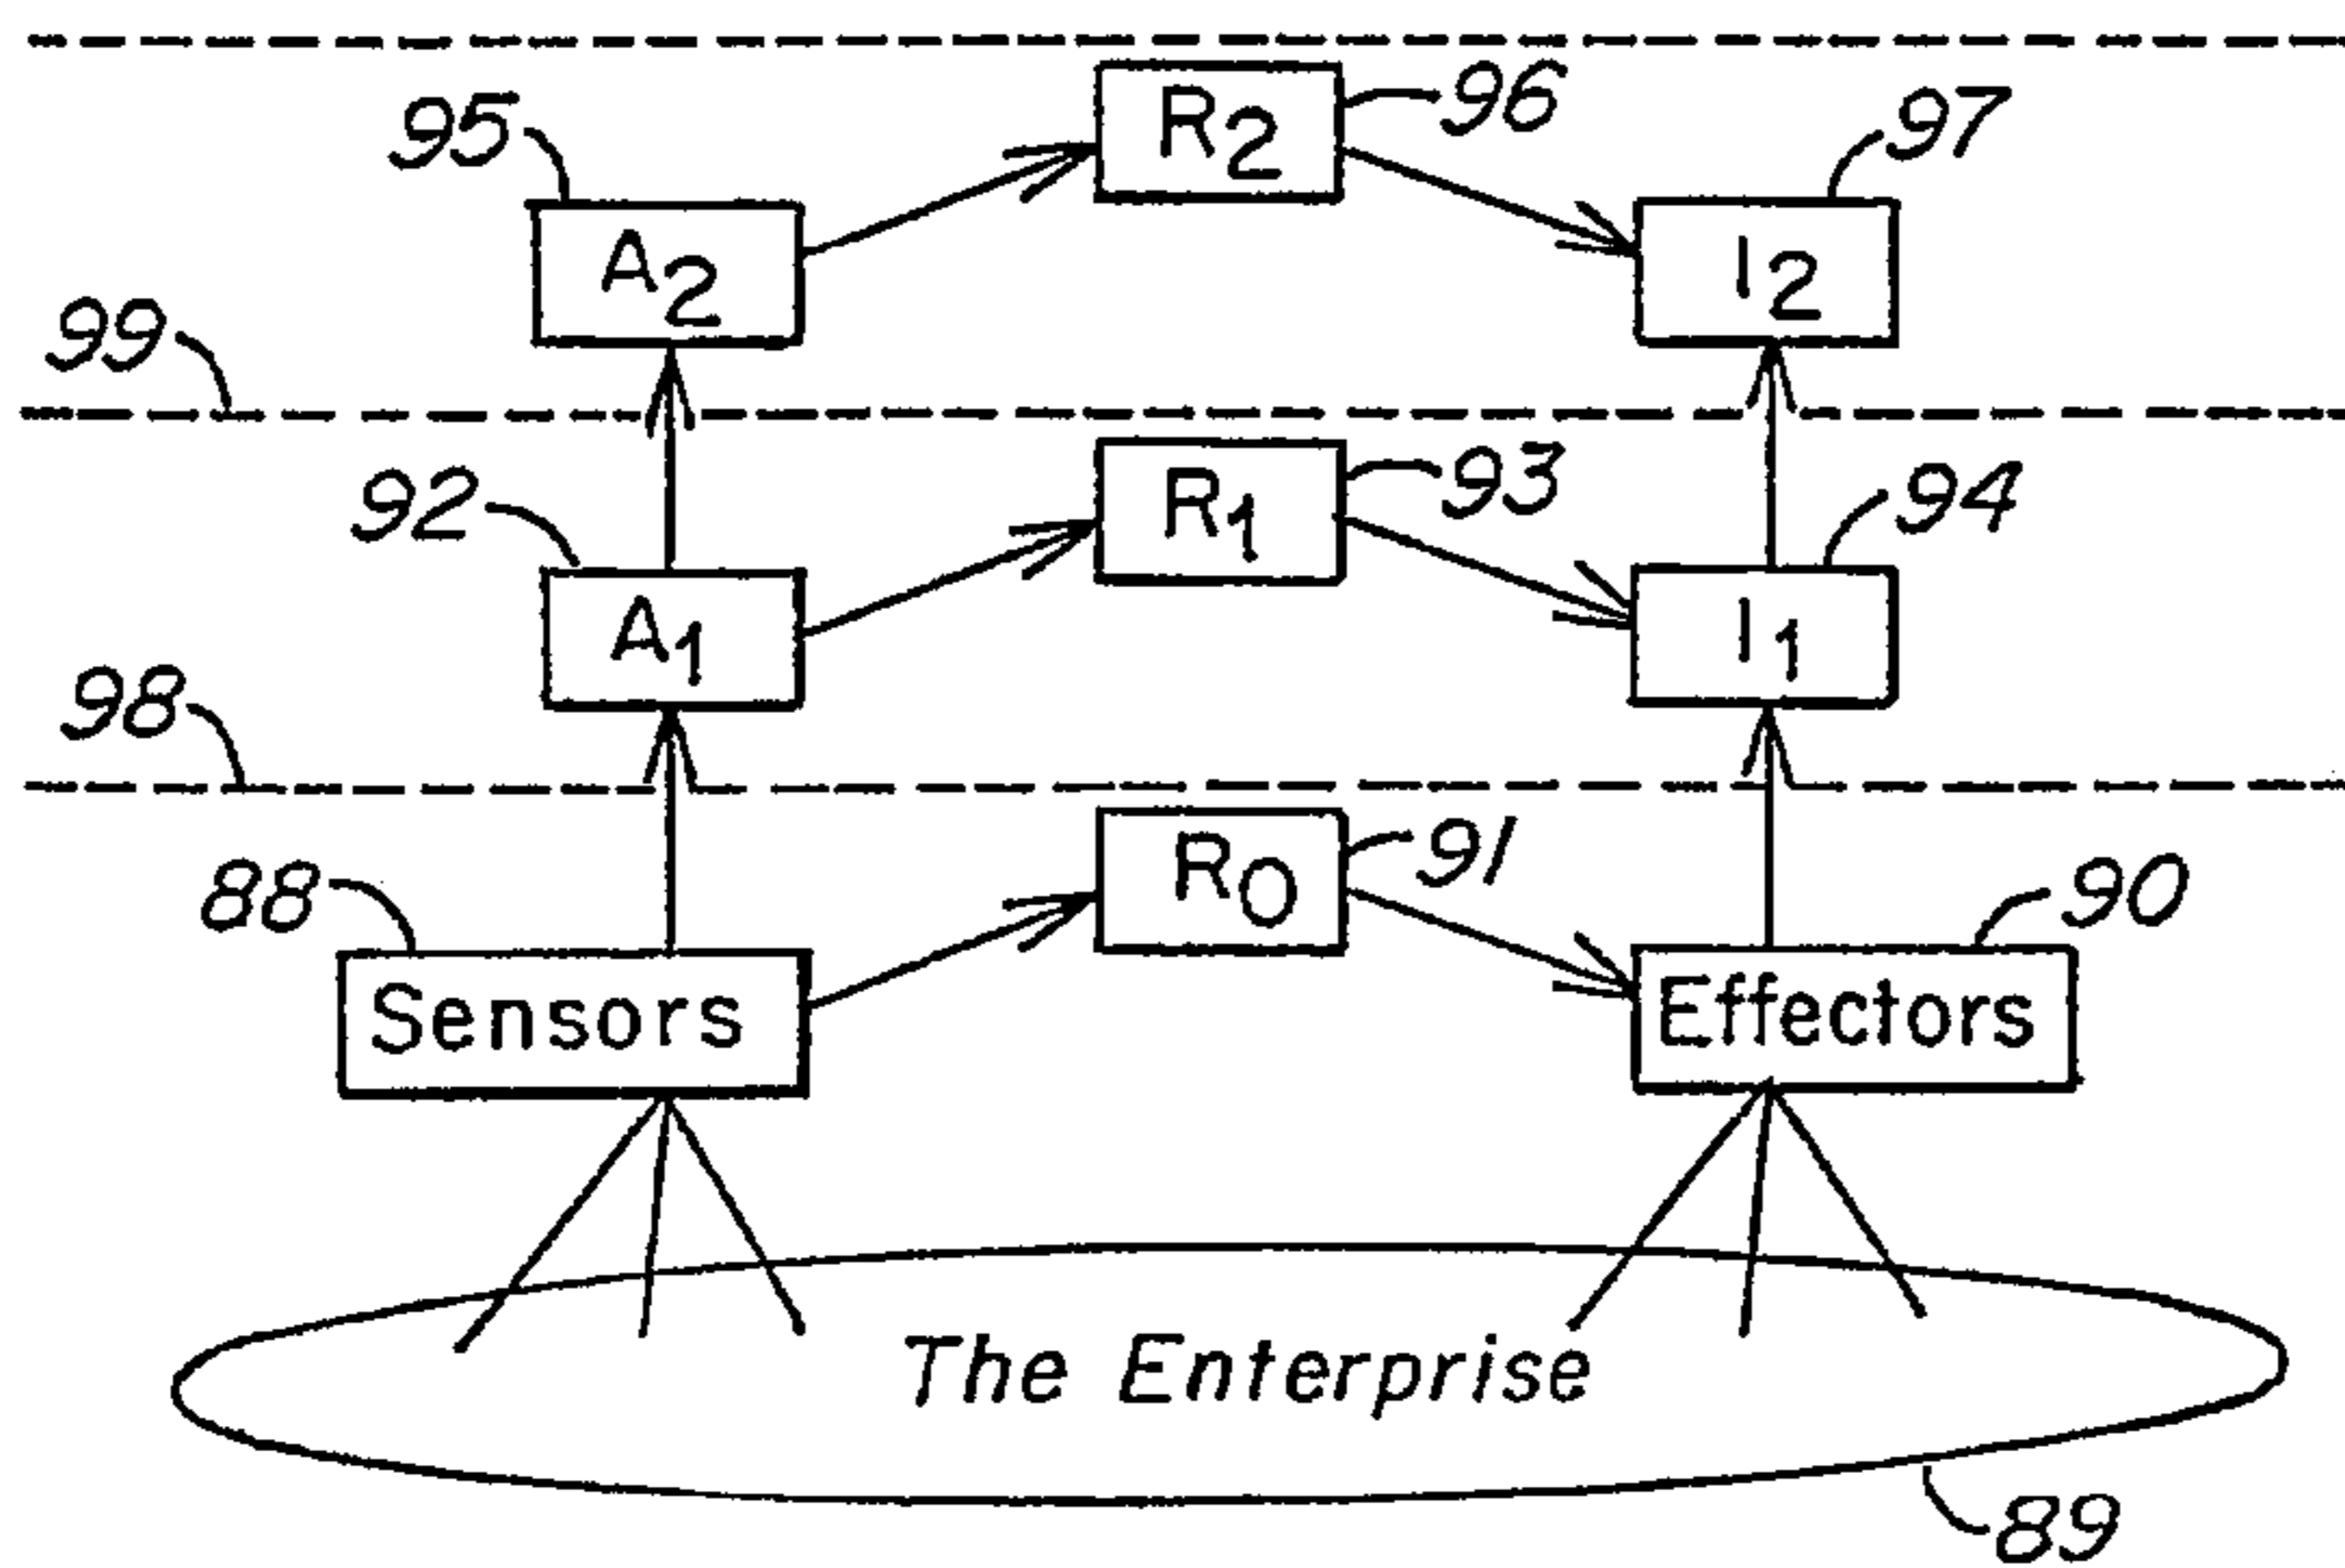 96
R2
95
97
A2
I2
99
93
R1
92
94
A1
I1
98
91
R0
88
90
Sensors
Effectors
The Enterprise
89